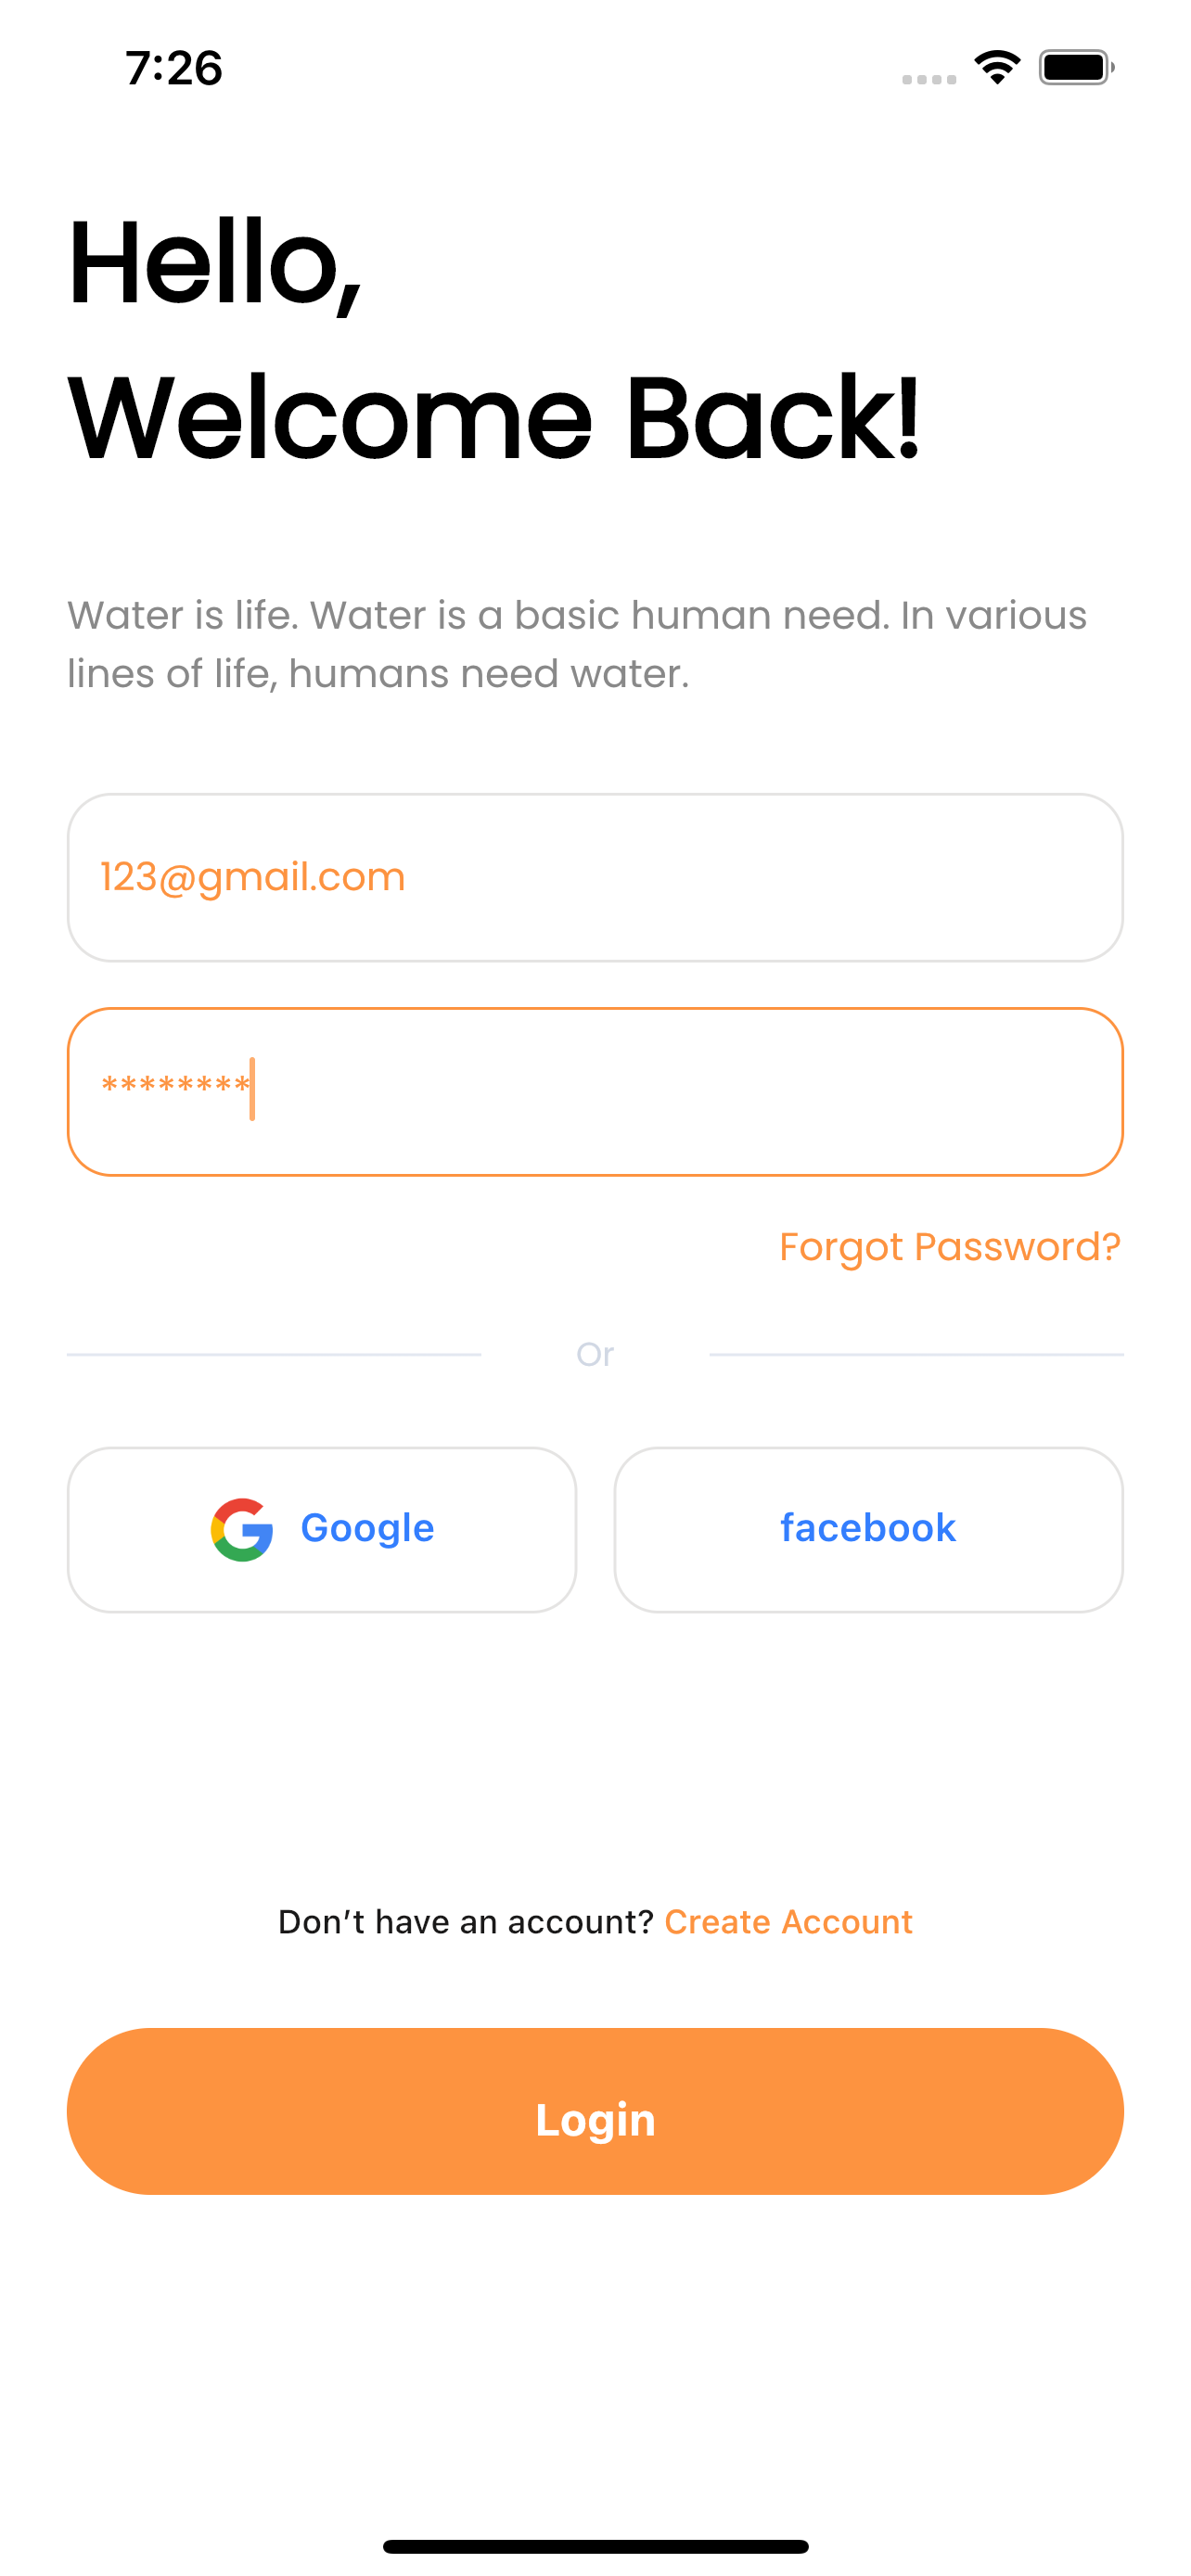 7:26
Hello,
Welcome Back!
Water is life. Water is a basic human need. In various
lines of life, humans need water.
123@gmail.com
********
Forgot Password?
Or
Google
facebook
Don’t have an account? Create Account
Login